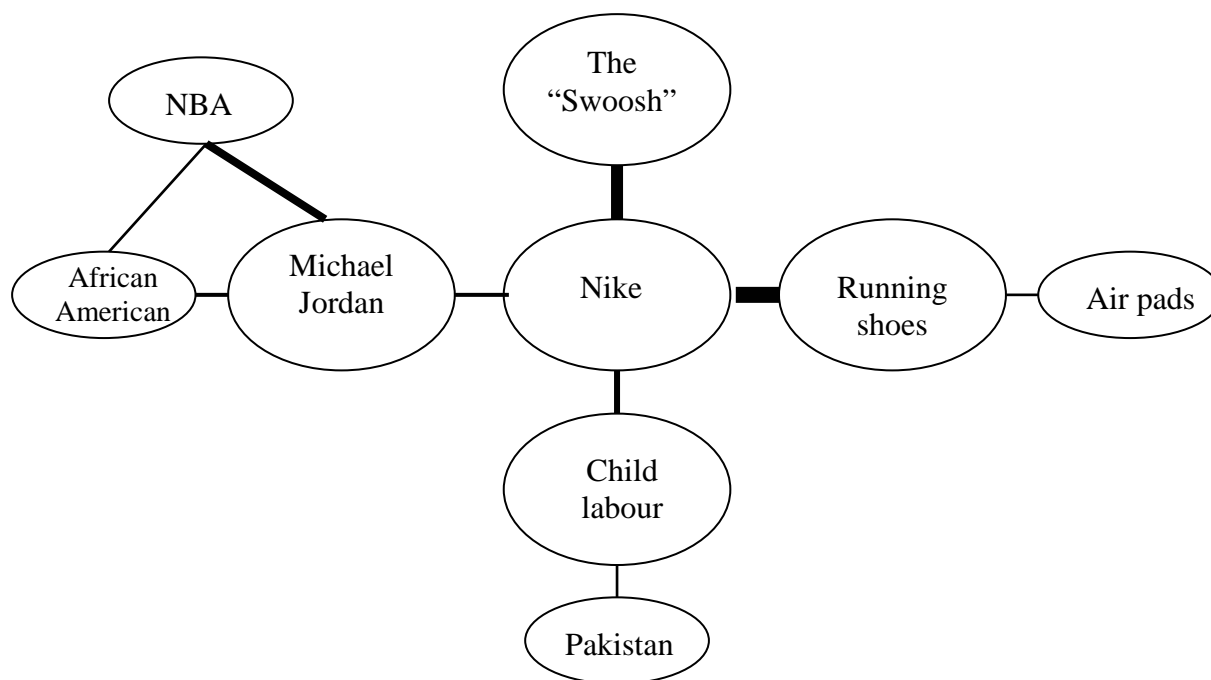 The
“Swoosh”
NBA
African
American
Michael
Jordan
Nike
Running
shoes
Air pads
Child
labour
Pakistan